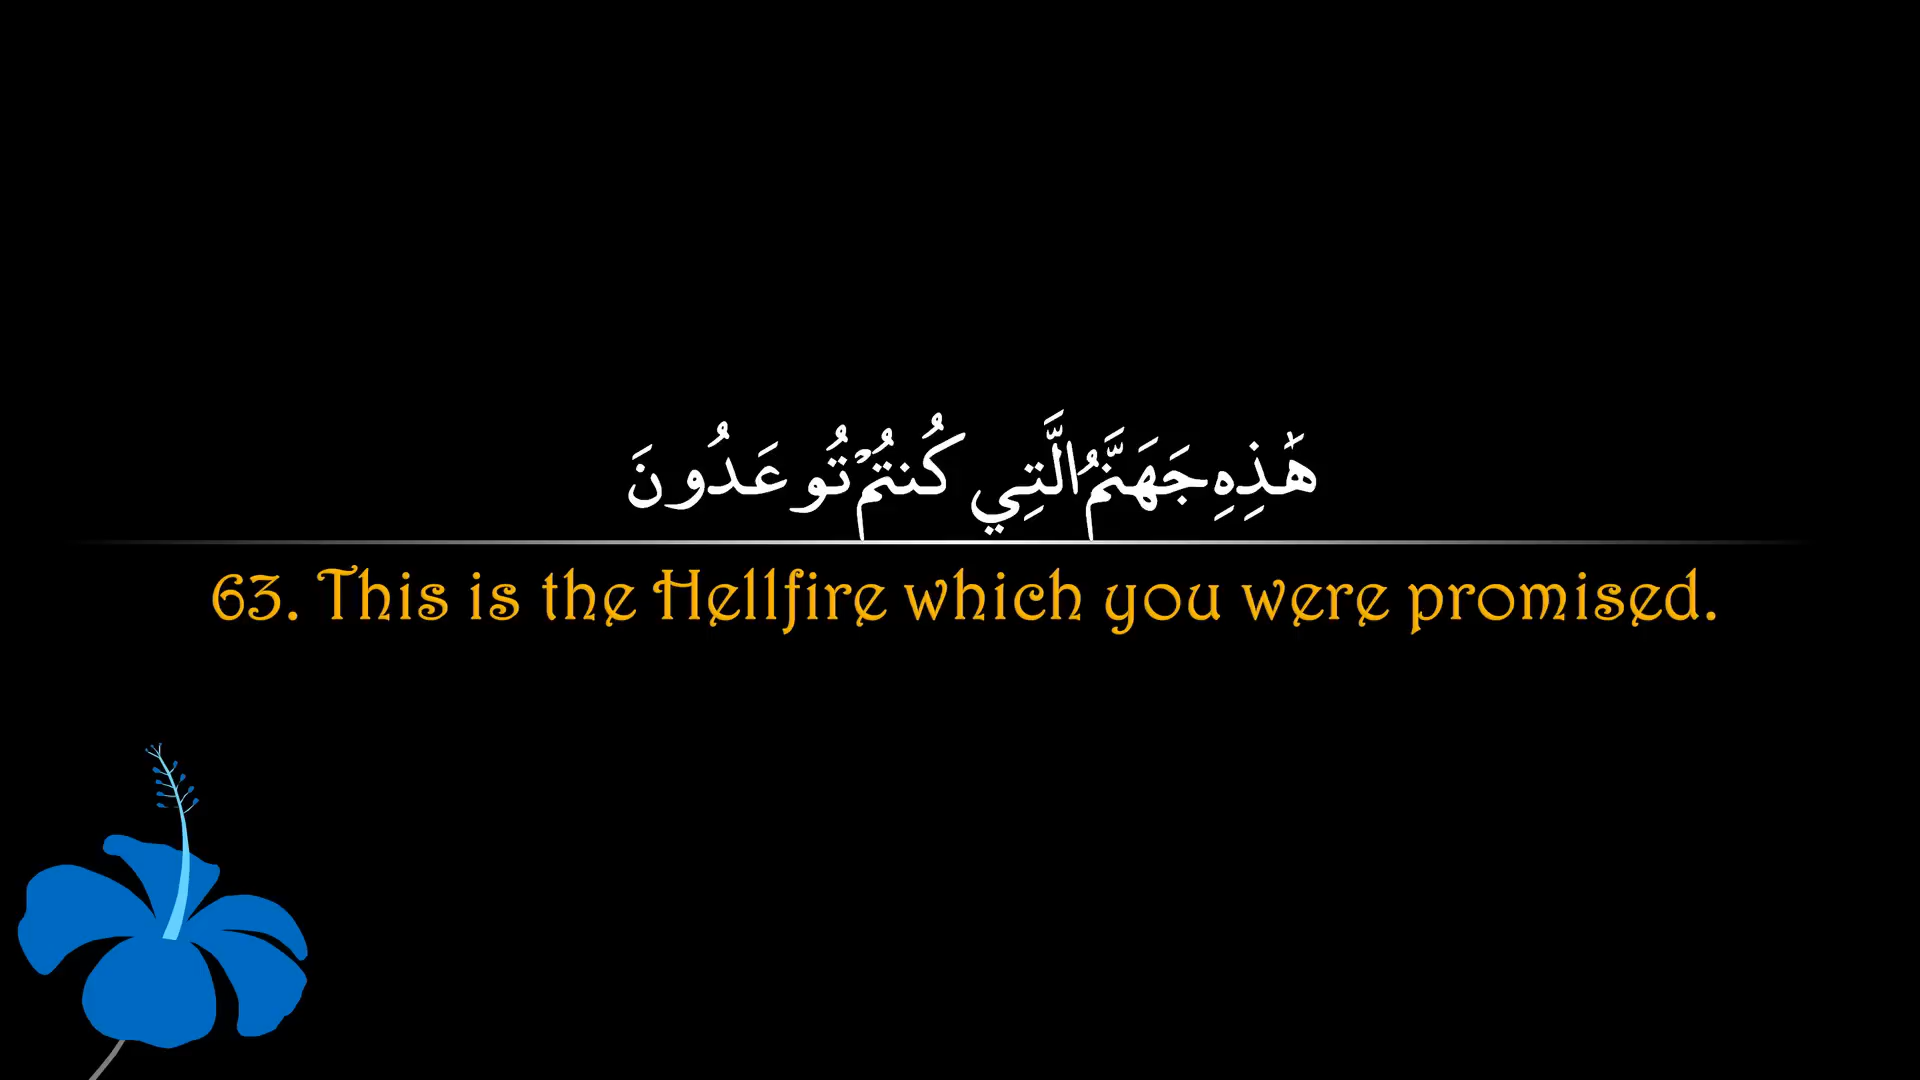 هَٰذِهِ جَهَنَّمُ الَّتِي كُنتُمْ تُوعَدُونَ
63. This is the Hellfire which you were promised.